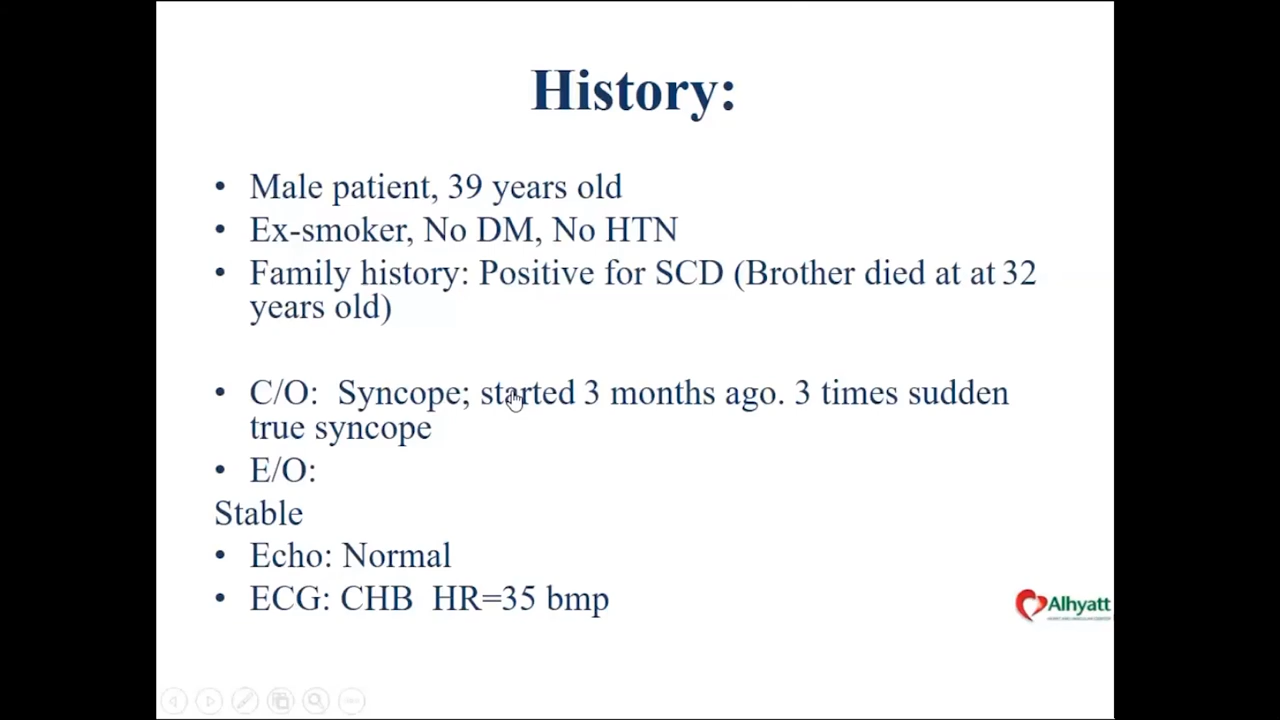 History:
• Male patient, 39 years old
• Ex-smoker, No DM, No HTN
• Family history: Positive for SCD (Brother died at at 32
years old)
• C/O: Syncope; started 3 months ago. 3 times sudden
true syncope
• E/O:
Stable
• Echo: Normal
• ECG: CHB HR=35 bmp
Alhyatt